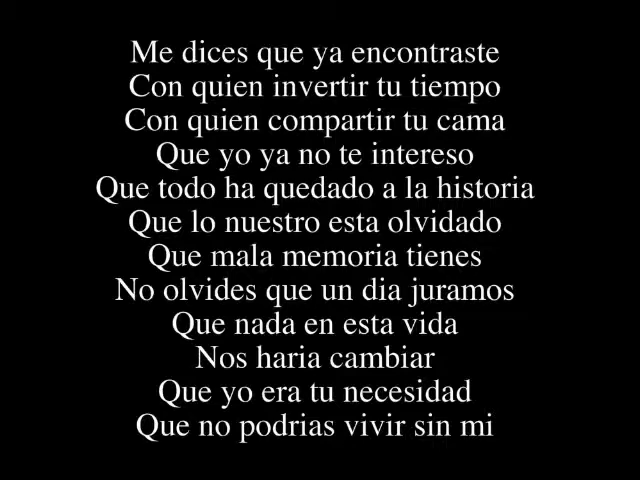 Me dices que ya encontraste
Con quien invertir tu tiempo
Con quien compartir tu cama
Que yo ya no te intereso
Que todo ha quedado a la historia
Que lo nuestro esta olvidado
Que mala memoria tienes
No olvides que un dia juramos
Que nada en esta vida
Nos haria cambiar
Que yo era tu necesidad
Que no podrias vivir sin mi